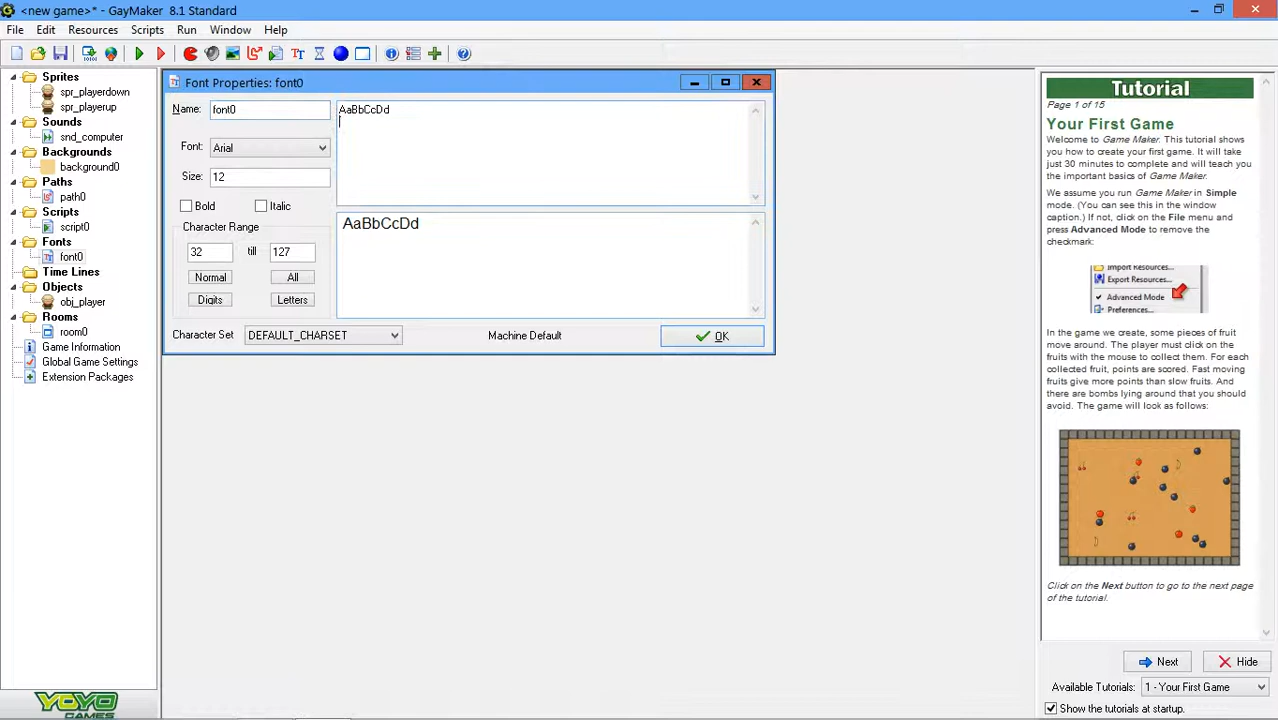 <new game>* - GayMaker 8.1 Standard
File Edit Resources Scripts Run Window Help
Sprites
spr_playerdown
spr_playerup
Sounds
snd_computer
Backgrounds
background0
Paths
path0
Scripts
script0
Fonts
font0
Time Lines
Objects
obj_player
Rooms
room0
Game Information
Global Game Settings
Extension Packages
YOYO
GAMES
Font Properties: font0
Name: font0
AaBbCcDd
Font: Arial
Size: 12
Bold Italic
Character Range
32 till 127
Normal All
Digits Letters
AaBbCcDd
Character Set DEFAULT_CHARSET Machine Default OK
Tutorial
Page 1 of 15
Your First Game
Welcome to Game Maker. This tutorial shows
you how to create your first game. It will take
just 30 minutes to complete and will teach you
the important basics of Game Maker.
We assume you run Game Maker in Simple
mode. (You can see this in the window
caption.) If not, click on the File menu and
press Advanced Mode to remove the
checkmark:
Import Resources...
Export Resources...
Advanced Mode
Preferences...
In the game we create, some pieces of fruit
move around. The player must click on the
fruits with the mouse to collect them. For each
collected fruit, points are scored. Fast moving
fruits give more points than slow fruits. And
there are bombs lying around that you should
avoid. The game will look as follows:
Click on the Next button to go to the next page
of the tutorial.
Next Hide
Available Tutorials: 1 - Your First Game
Show the tutorials at startup.